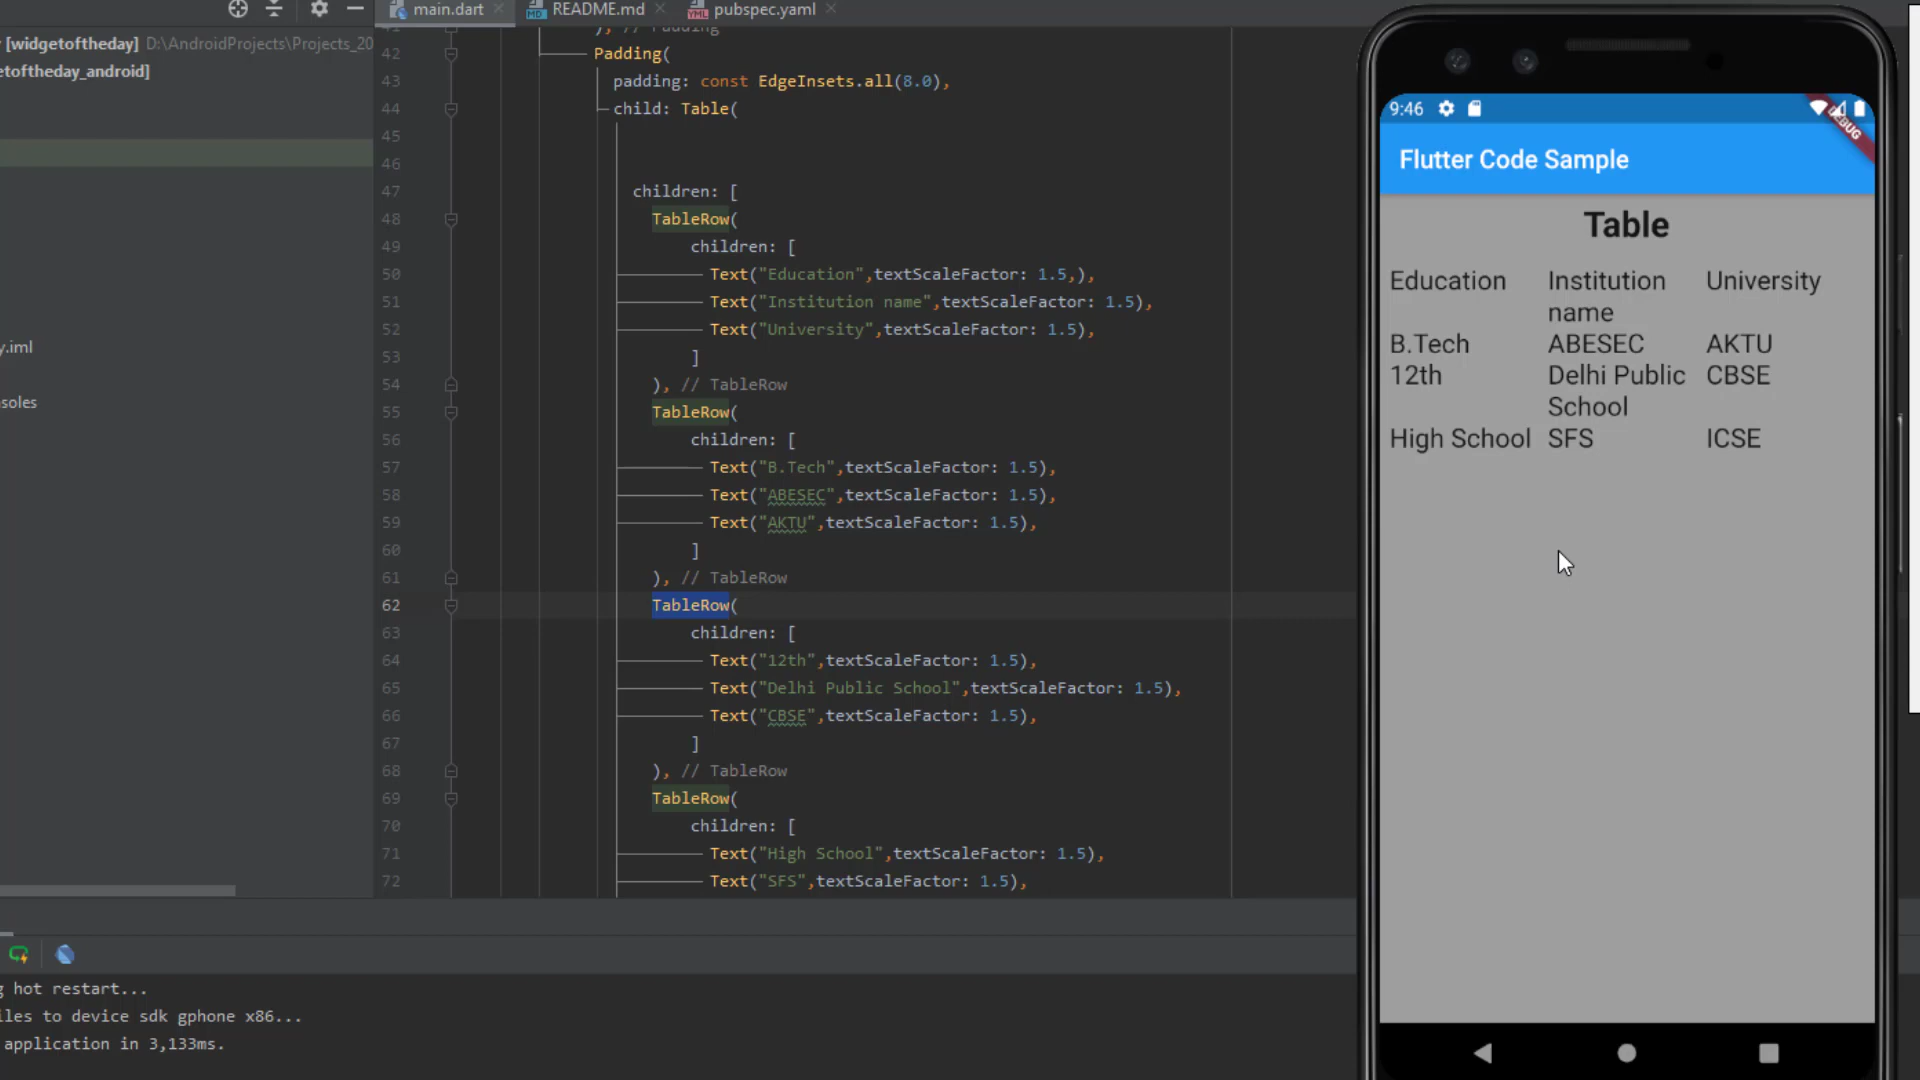 main.dart
README.md
pubspec.yaml
[widgetoftheday] D:\AndroidProjects\Projects_20
etoftheday_android]
y.iml
soles
41 ), // Padding
42 Padding(
43 padding: const EdgeInsets.all(8.0),
44 child: Table(
45
46
47 children: [
48 TableRow(
49 children: [
50 Text("Education",textScaleFactor: 1.5,),
51 Text("Institution name",textScaleFactor: 1.5),
52 Text("University",textScaleFactor: 1.5),
53 ]
54 ), // TableRow
55 TableRow(
56 children: [
57 Text("B.Tech",textScaleFactor: 1.5),
58 Text("ABESEC",textScaleFactor: 1.5),
59 Text("AKTU",textScaleFactor: 1.5),
60 ]
61 ), // TableRow
62 TableRow(
63 children: [
64 Text("12th",textScaleFactor: 1.5),
65 Text("Delhi Public School",textScaleFactor: 1.5),
66 Text("CBSE",textScaleFactor: 1.5),
67 ]
68 ), // TableRow
69 TableRow(
70 children: [
71 Text("High School",textScaleFactor: 1.5),
72 Text("SFS",textScaleFactor: 1.5),
g hot restart...
iles to device sdk gphone x86...
application in 3,133ms.
9:46
DEBUG
Flutter Code Sample
Table
Education Institution University
name
B.Tech ABESEC AKTU
12th Delhi Public CBSE
School
High School SFS ICSE